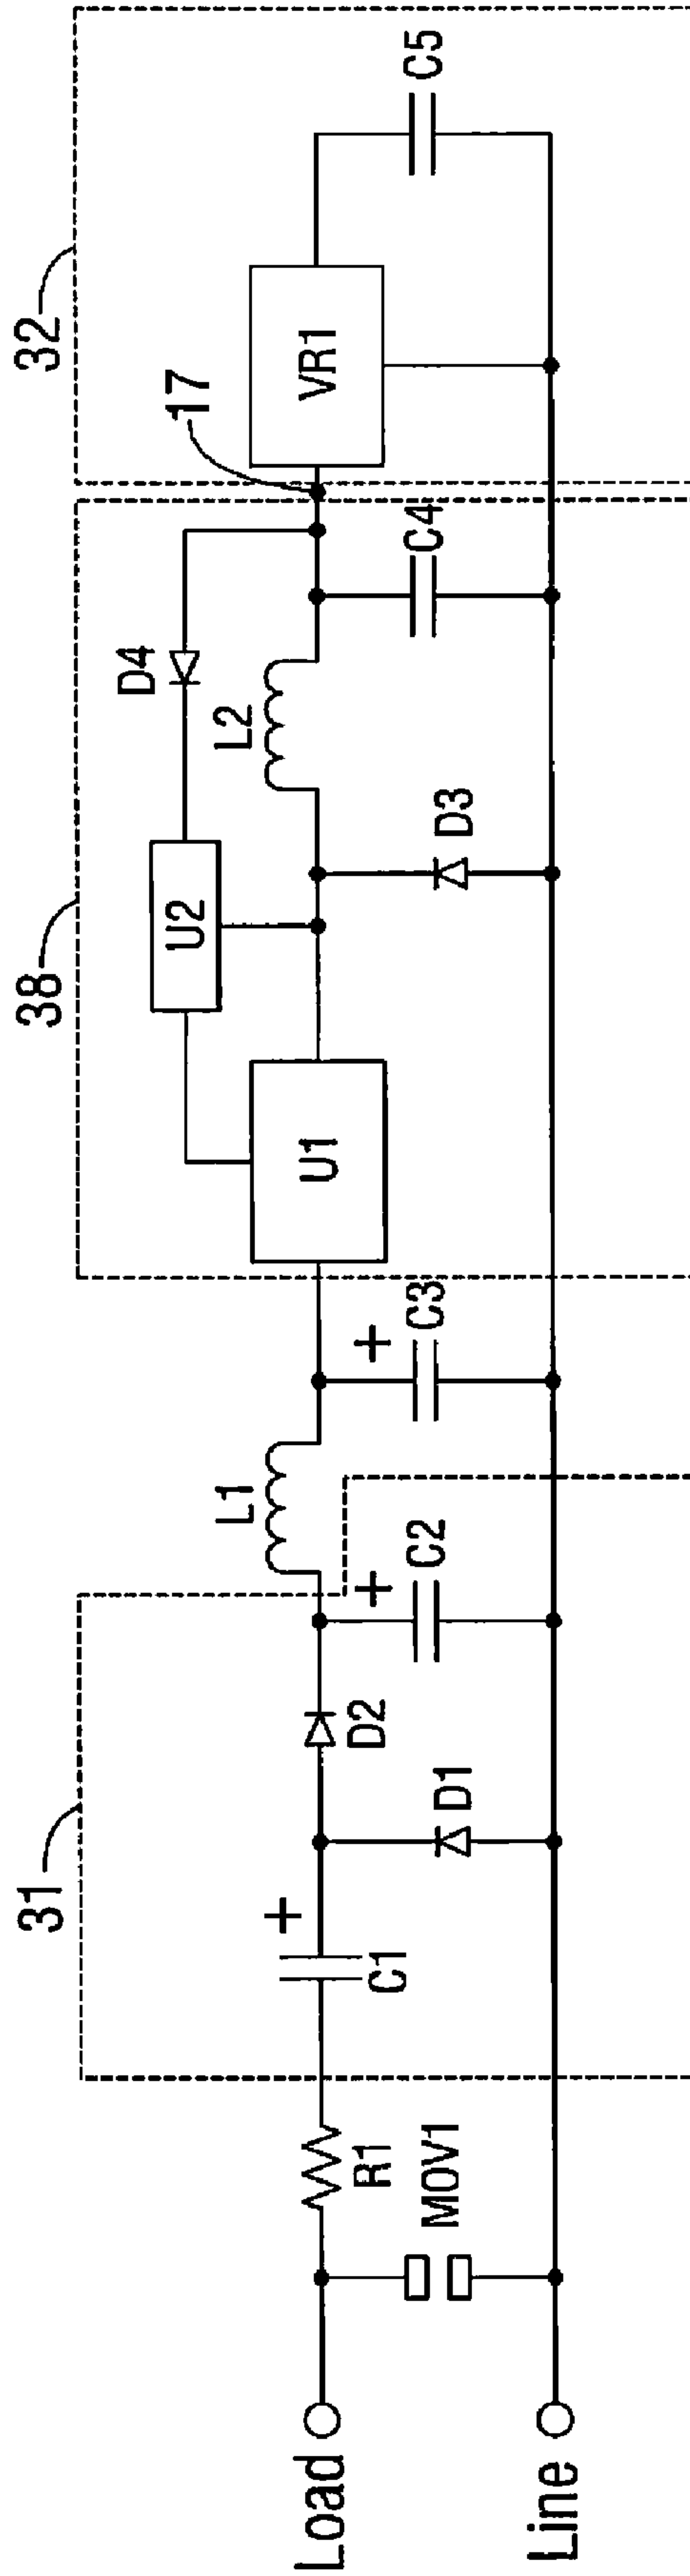 31
38
32
17
Load
Line
R1
MOV1
+
C1
D1
D2
+
C2
L1
+
C3
U1
U2
D3
L2
D4
C4
VR1
C5